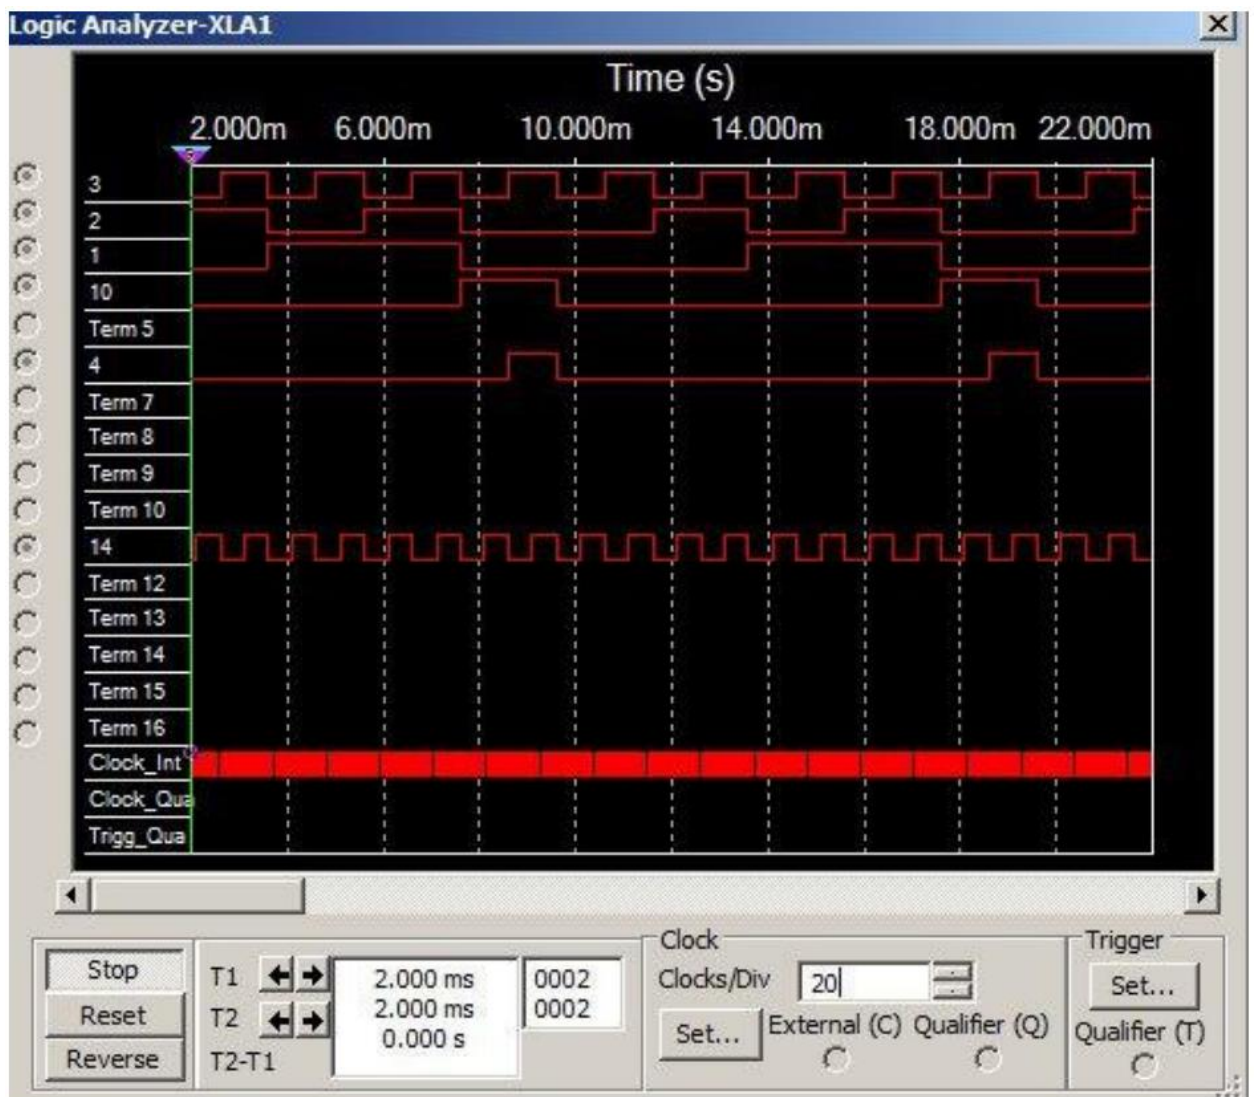 Logic Analyzer-XLA1
Time (s)
2.000m 6.000m 10.000m 14.000m 18.000m 22.000m
3
2
1
10
Term 5
4
Term 7
Term 8
Term 9
Term 10
14
Term 12
Term 13
Term 14
Term 15
Term 16
Clock_Int
Clock_Qua
Trigg_Qua
Stop
Reset
Reverse
T1 2.000 ms 0002
T2 2.000 ms 0002
T2-T1 0.000 s
Clock
Clocks/Div 20
Set... External (C) Qualifier (Q)
Trigger
Set...
Qualifier (T)